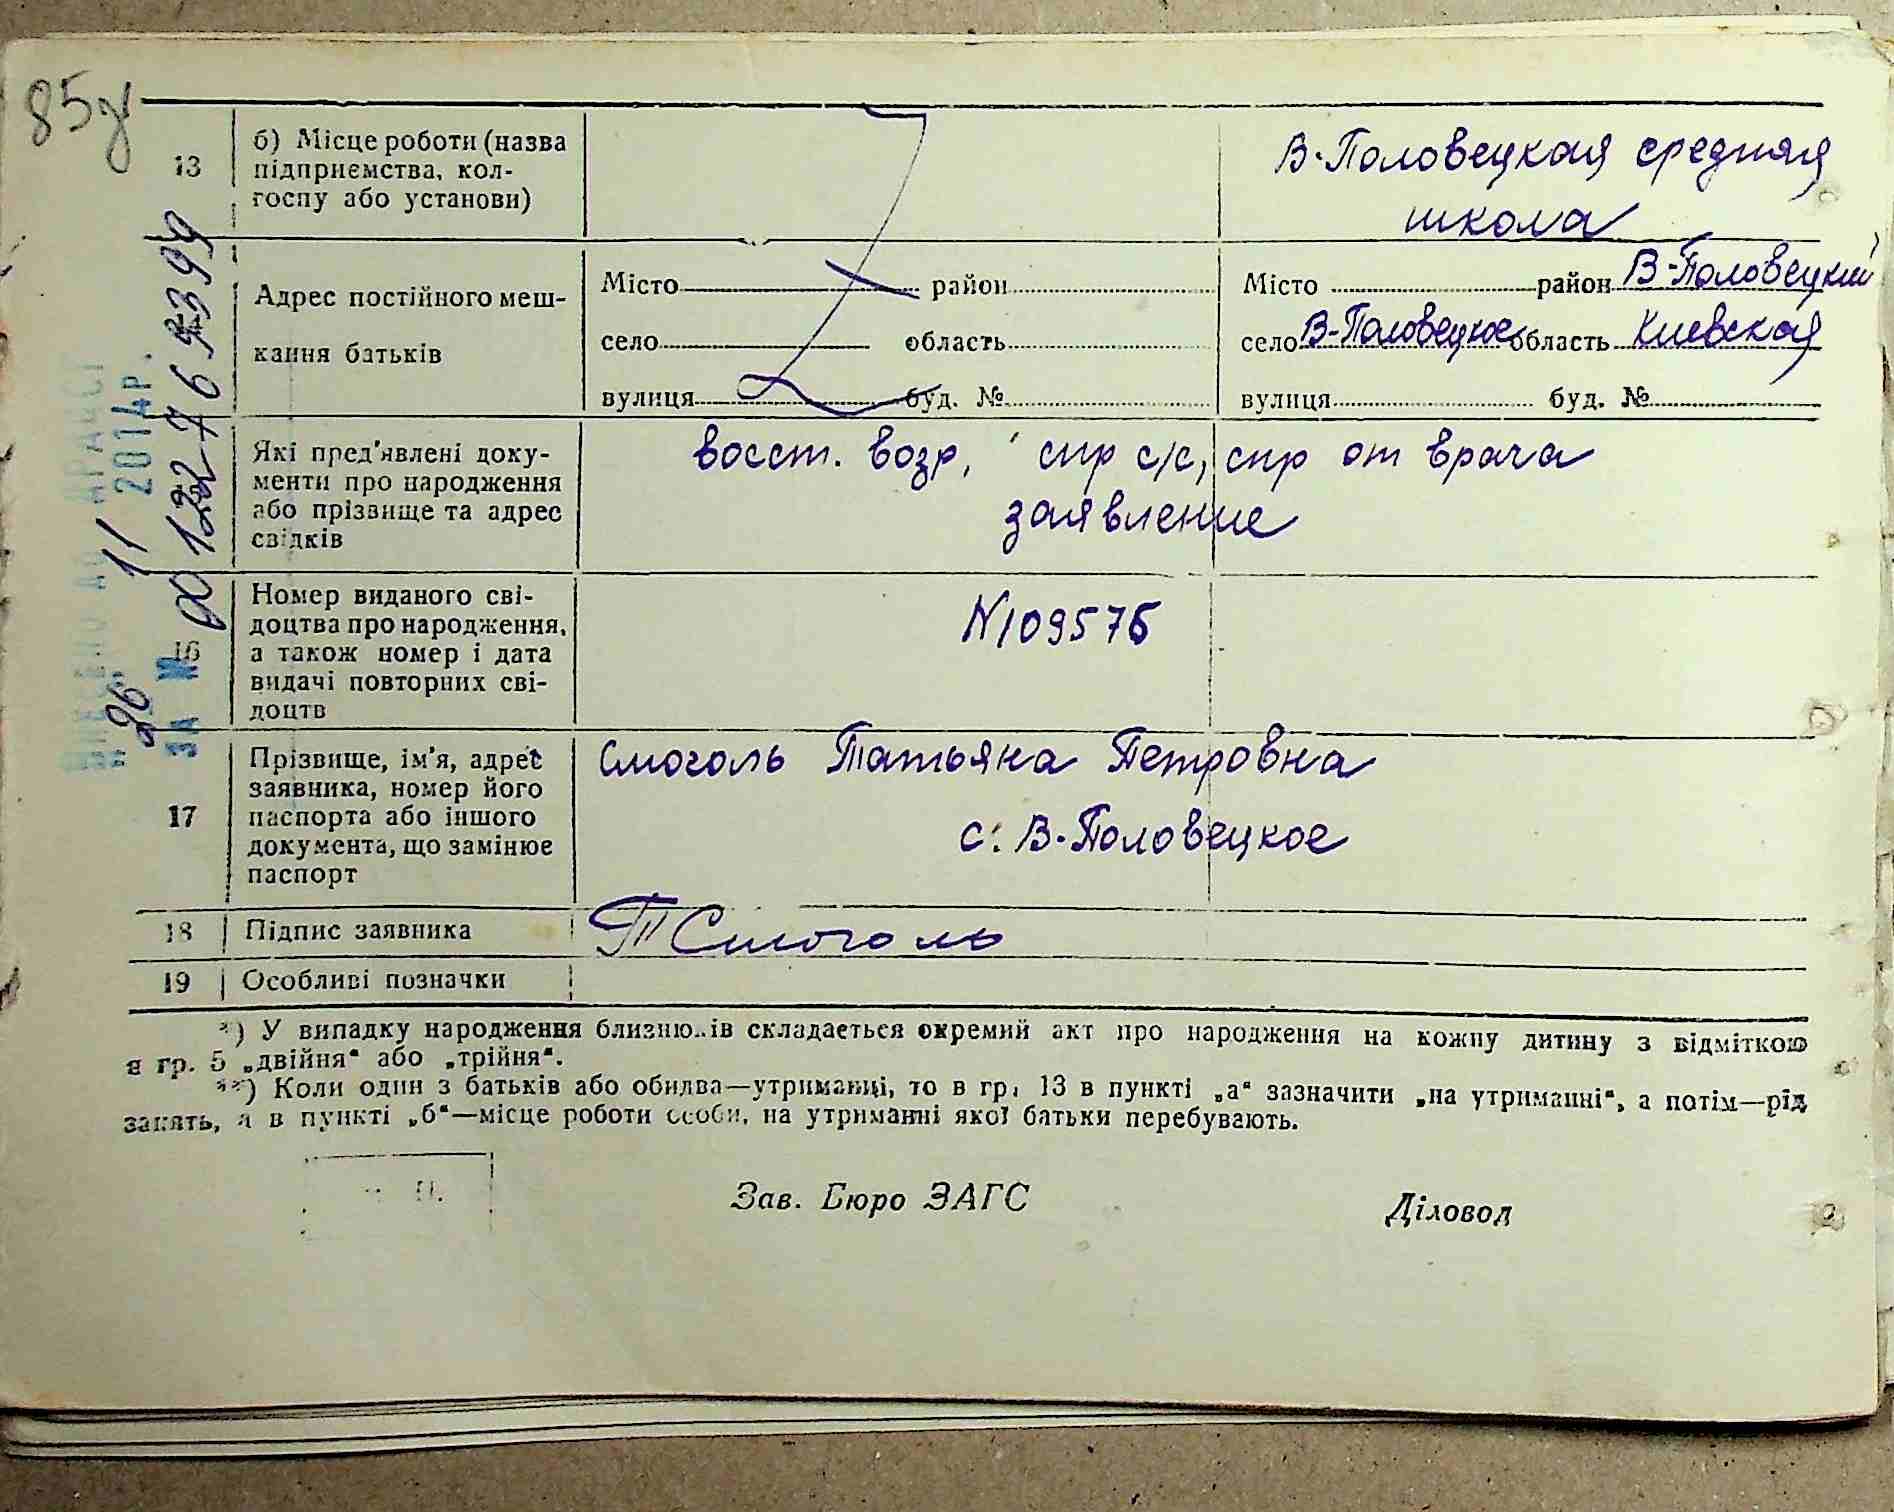 85
13
б) Місце роботи (назва
підприємства, кол-
госпу або установи)
В-Половецкая средняя
школа
Адрес постійного меш-
кання батьків
Місто район
село область
вулиця буд. №
Місто район В-Половецкий
село В-Половецкое область Киевская
вулиця буд. №
Які пред'явлені доку-
менти про народження
або прізвище та адрес
свідків
восст. возр, спр с/с, спр от врача
заявление
16
Номер виданого сві-
доцтва про народження,
а також номер і дата
видачі повторних сві-
доцтв
N109576
17
Прізвище, ім'я, адрес
заявника, номер його
паспорта або іншого
документа, що замінює
паспорт
Смоголь Татьяна Петровна
с. В-Половецкое
18
Підпис заявника
Смоголь
19
Особливі позначки
*) У випадку народження близнюків складається окремий акт про народження на кожну дитину з відміткою
в гр. 5 „двійня“ або „трійня“.
**) Коли один з батьків або обидва—утриманці, то в гр. 13 в пункті „а“ зазначити „на утриманні“, а потім—рід
занять, а в пункті „б“—місце роботи особи, на утриманні якої батьки перебувають.
Зав. Бюро ЗАГС
Діловод
11 2014р.
ЗА №